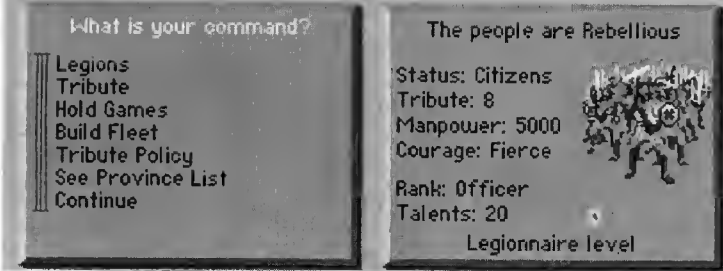 What is your command?
Legions
Tribute
Hold Games
Build Fleet
Tribute Policy
See Province List
Continue
The people are Rebellious
Status: Citizens
Tribute: 8
Manpower: 5000
Courage: Fierce
Rank: Officer
Talents: 20
Legionnaire level